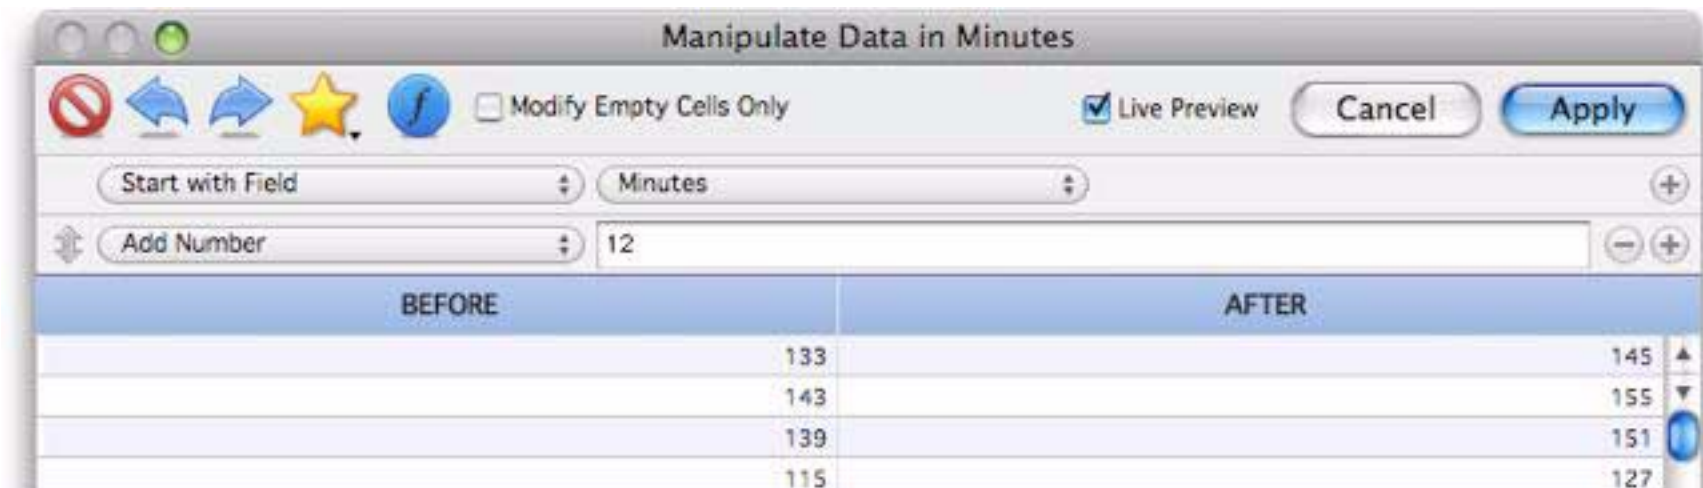 Manipulate Data in Minutes
f Modify Empty Cells Only Live Preview Cancel Apply
Start with Field Minutes
Add Number 12
BEFORE AFTER
133 145
143 155
139 151
115 127